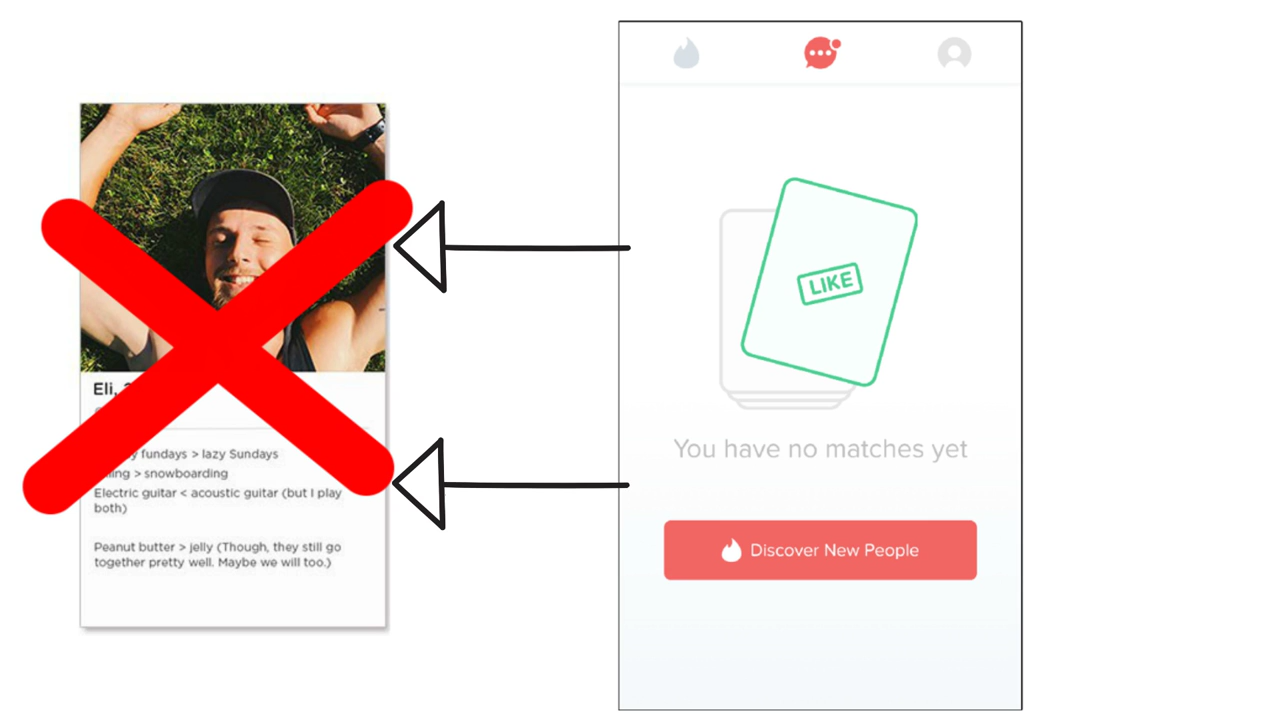 Eli,
fundays > lazy Sundays
> snowboarding
Electric guitar < acoustic guitar (but I play
both)
Peanut butter > jelly (Though, they still go
together pretty well. Maybe we will too.)
LIKE
You have no matches yet
Discover New People